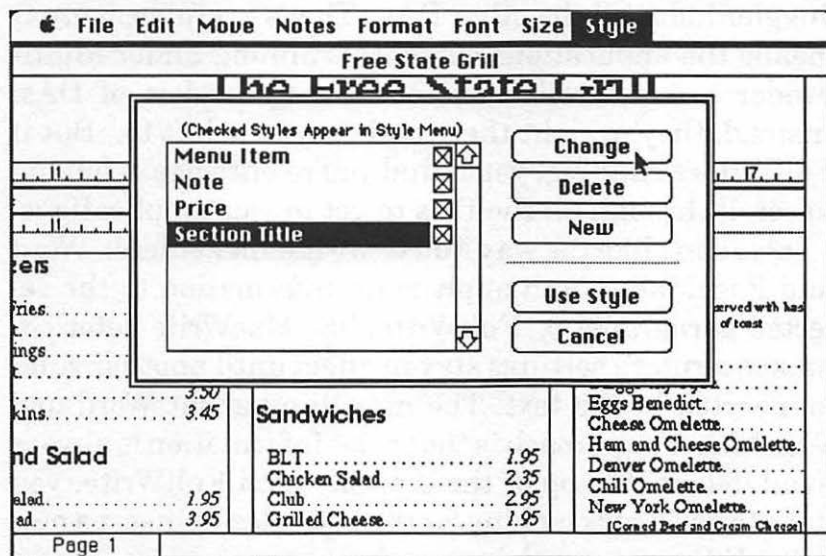 File Edit Move Notes Format Font Size Style
Free State Grill
The Free State Grill
(Checked Styles Appear in Style Menu)
Menu Item
Note
Price
Section Title
Change
Delete
New
Use Style
Cancel
11
17
11
zers
Fries.
ings
kins.
3.50
3.45
nd Salad
alad
1.95
ad
3.95
Sandwiches
BLT 1.95
Chicken Salad 2.35
Club 2.95
Grilled Cheese 1.95
erved with has
of toast
Eggs Benedict
Cheese Omelette
Ham and Cheese Omelette.
Denver Omelette
Chili Omelette
New York Omelette
(Corned Beef and Cream Cheese)
Page 1